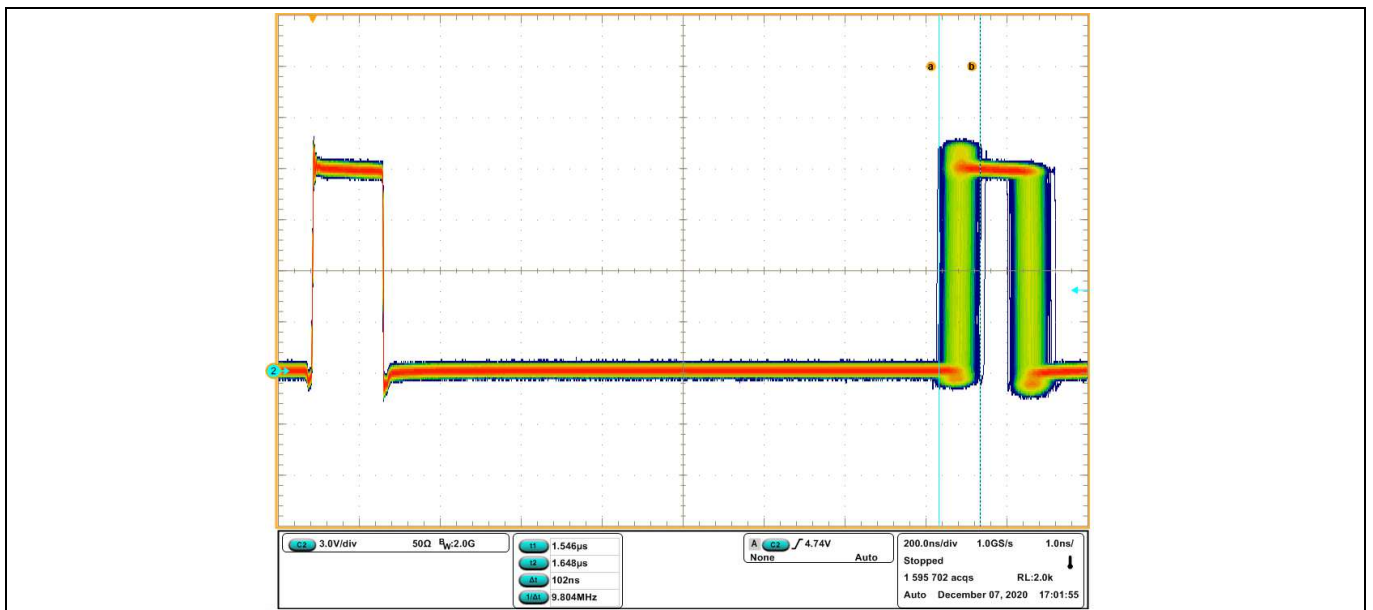 a b
2
C2 3.0V/div 50Ω BW:2.0G
t1 1.546µs
t2 1.648µs
Δt 102ns
1/Δt 9.804MHz
A C2 4.74V
None Auto
200.0ns/div 1.0GS/s 1.0ns/
Stopped
1 595 702 acqs RL:2.0k
Auto December 07, 2020 17:01:55